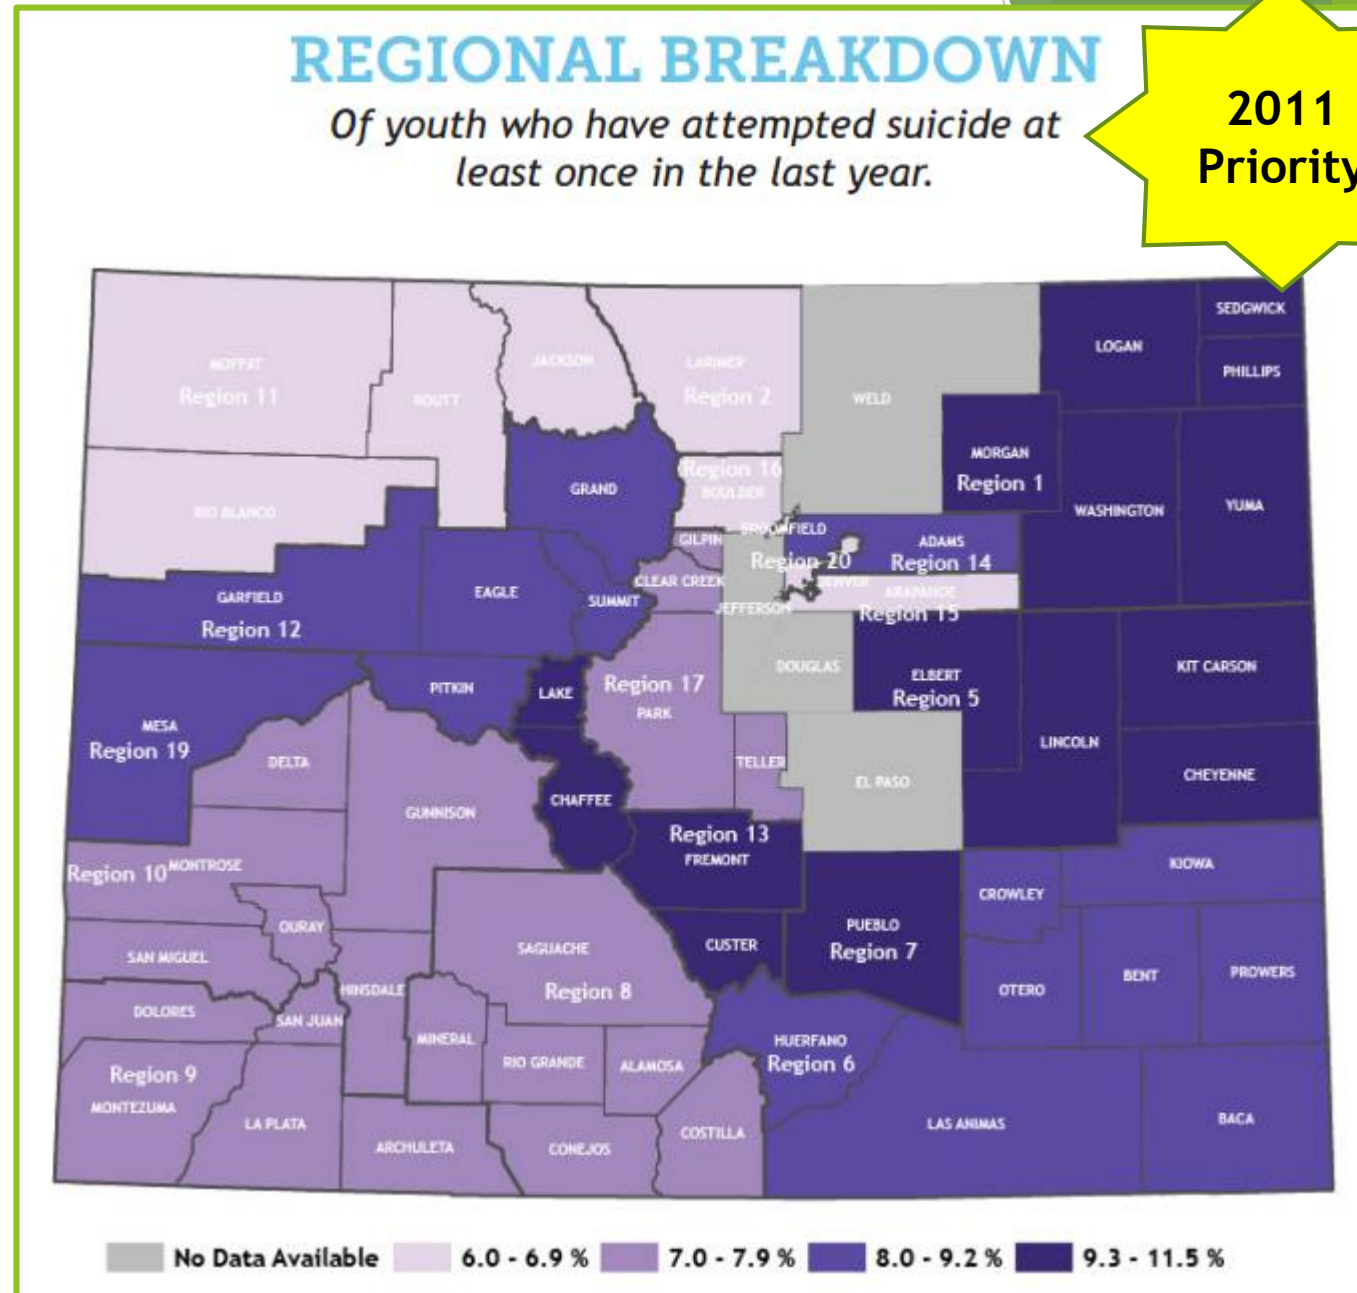 REGIONAL BREAKDOWN
Of youth who have attempted suicide at
least once in the last year.
2011
Priority
SEDGWICK
LOGAN
PHILLIPS
MOFFAT
Region 11
JACKSON
LARIMER
Region 2
ROUTT
WELD
MORGAN
Region 1
Region 16
BOULDER
GRAND
RIO BLANCO
WASHINGTON
YUMA
BROOMFIELD
GILPIN
ADAMS
Region 20
Region 14
CLEAR CREEK
DENVER
ARAPAHOE
GARFIELD
Region 12
EAGLE
SUMMIT
JEFFERSON
Region 15
KIT CARSON
DOUGLAS
ELBERT
Region 5
PITKIN
LAKE
Region 17
PARK
MESA
Region 19
LINCOLN
DELTA
TELLER
CHEYENNE
EL PASO
GUNNISON
CHAFFEE
Region 13
FREMONT
Region 10
MONTROSE
KIOWA
CROWLEY
OURAY
PUEBLO
Region 7
SAN MIGUEL
SAGUACHE
CUSTER
BENT
PROWERS
HINSDALE
Region 8
OTERO
DOLORES
SAN JUAN
MINERAL
HUERFANO
Region 6
RIO GRANDE
ALAMOSA
Region 9
MONTEZUMA
LA PLATA
ARCHULETA
CONEJOS
COSTILLA
LAS ANIMAS
BACA
No Data Available
6.0 - 6.9 %
7.0 - 7.9 %
8.0 - 9.2 %
9.3 - 11.5 %